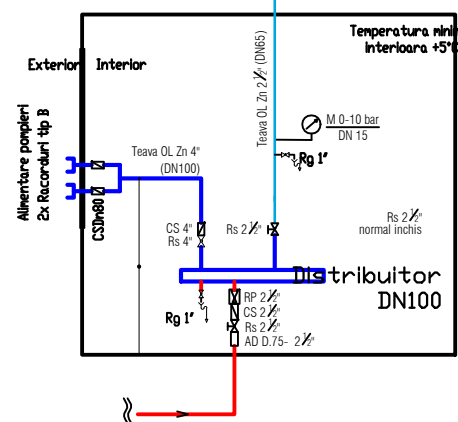 Temperatura mini
interioara +5°C
Exterior
Interior
Teava OL Zn 2 1/2" (DN65)
M 0-10 bar
DN 15
Rg 1"
Alimentare pompieri
2x Racorduri tip B
Teava OL Zn 4"
(DN100)
CSDn80
CS 4"
Rs 4"
Rs 2 1/2"
Rs 2 1/2"
normal inchis
Distribuitor
DN100
Rg 1"
RP 2 1/2"
CS 2 1/2"
Rs 2 1/2"
AD D.75- 2 1/2"